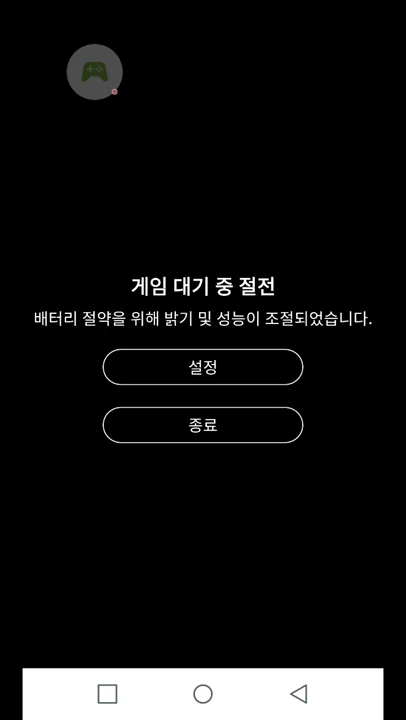 게임 대기 중 절전
배터리 절약을 위해 밝기 및 성능이 조절되었습니다.
설정
종료